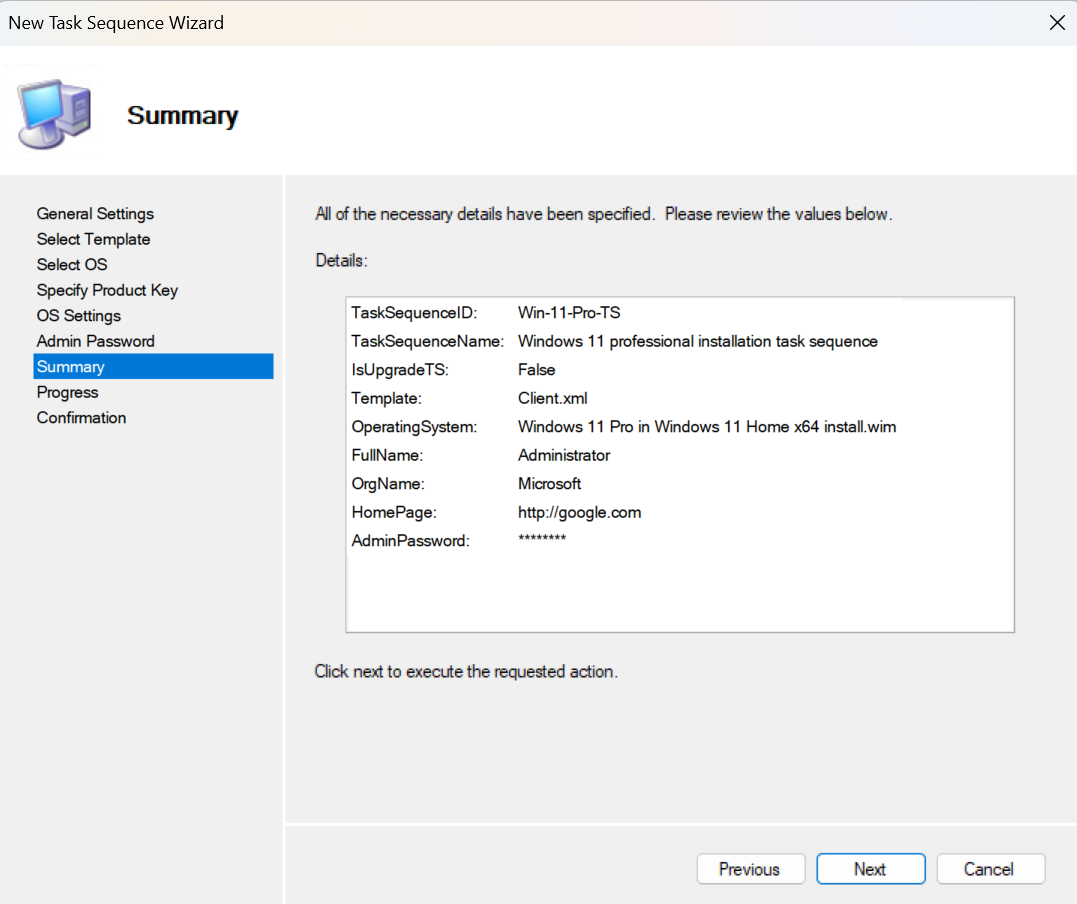 New Task Sequence Wizard
Summary
General Settings
Select Template
Select OS
Specify Product Key
OS Settings
Admin Password
Summary
Progress
Confirmation
All of the necessary details have been specified.  Please review the values below.
Details:
TaskSequenceID: Win-11-Pro-TS
TaskSequenceName: Windows 11 professional installation task sequence
IsUpgradeTS: False
Template: Client.xml
OperatingSystem: Windows 11 Pro in Windows 11 Home x64 install.wim
FullName: Administrator
OrgName: Microsoft
HomePage: http://google.com
AdminPassword: ********
Click next to execute the requested action.
Previous Next Cancel